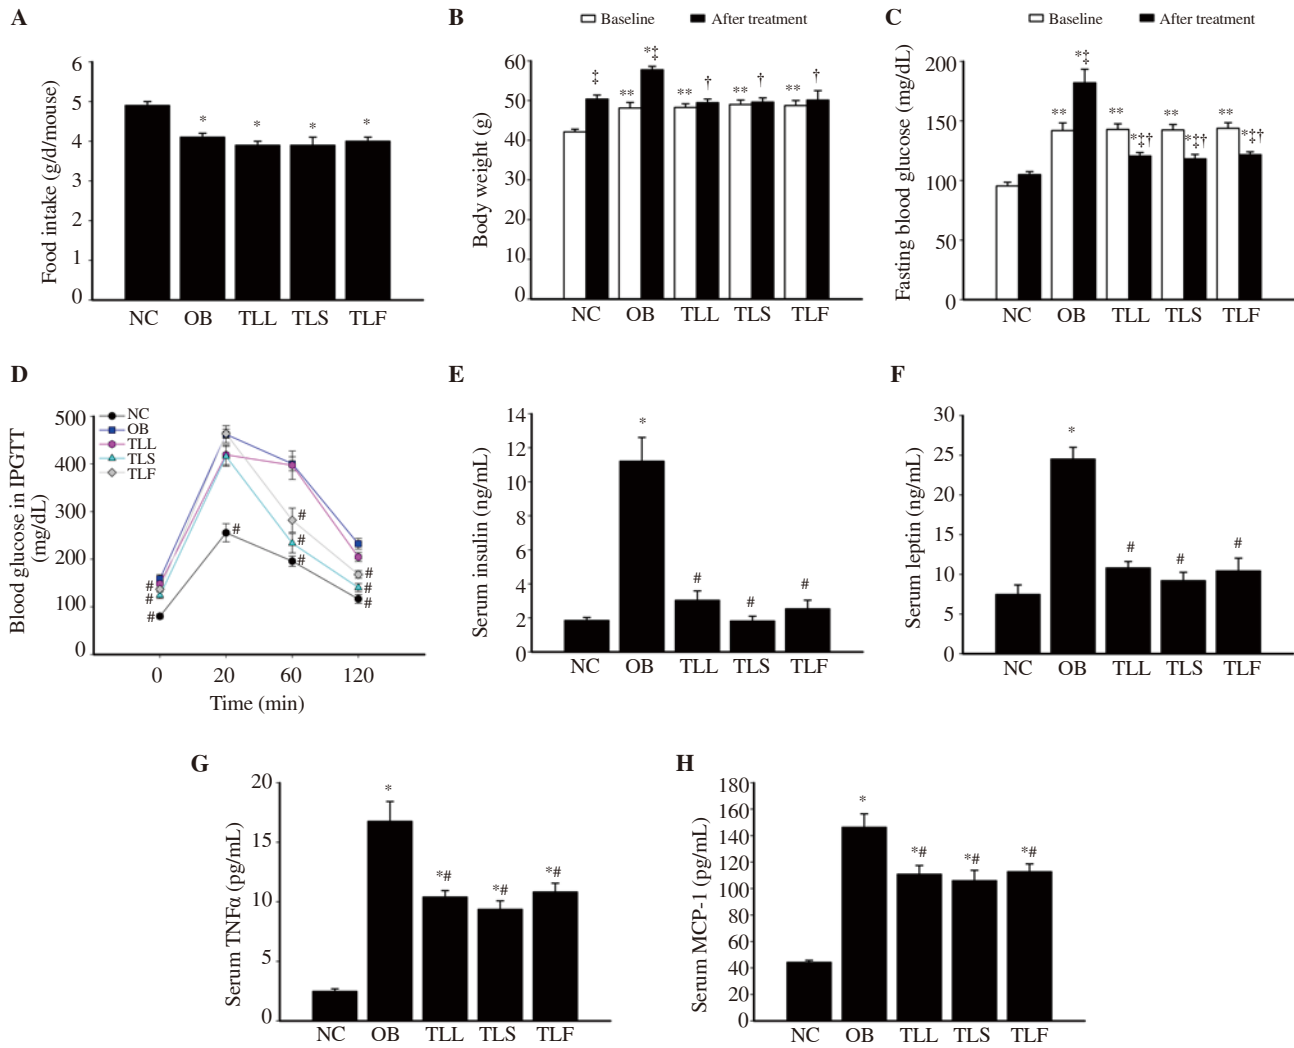 A
Food intake (g/d/mouse)
6
5
4
3
2
1
0
* * * *
NC OB TLL TLS TLF
B
Baseline After treatment
Body weight (g)
60
50
40
30
20
10
0
‡ ** *‡ ** † ** † ** †
NC OB TLL TLS TLF
C
Baseline After treatment
Fasting blood glucose (mg/dL)
200
150
100
50
0
** *‡ ** *‡‡† ** *‡‡† ** *‡‡†
NC OB TLL TLS TLF
D
Blood glucose in IPGTT
(mg/dL)
NC
OB
TLL
TLS
TLF
500
400
300
200
100
0
# # # # # # # # # #
0 20 60 120
Time (min)
E
Serum insulin (ng/mL)
14
12
10
8
6
4
2
0
* # # #
NC OB TLL TLS TLF
F
Serum leptin (ng/mL)
30
25
20
15
10
5
0
* # # #
NC OB TLL TLS TLF
G
Serum TNFα (pg/mL)
20
15
10
5
0
* *# *# *#
NC OB TLL TLS TLF
H
Serum MCP-1 (pg/mL)
180
160
140
120
100
80
60
40
20
0
* *# *# *#
NC OB TLL TLS TLF